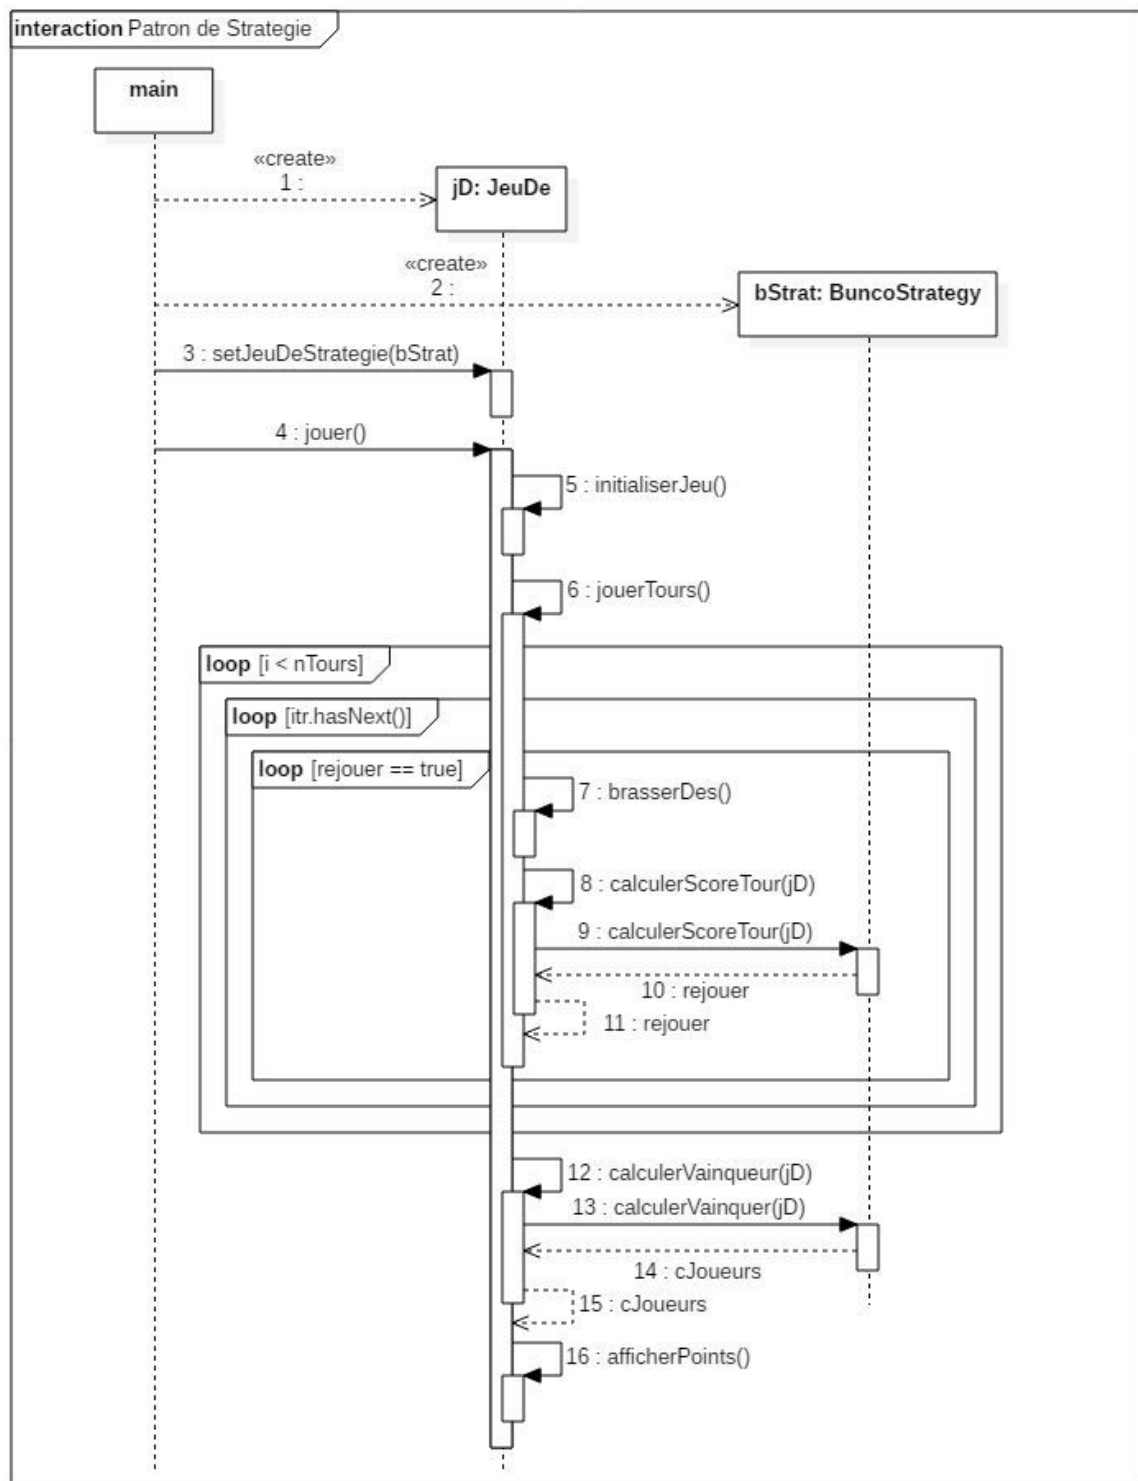 interaction Patron de Strategie
main
«create»
1 :
jD: JeuDe
«create»
2 :
bStrat: BuncoStrategy
3 : setJeuDeStrategie(bStrat)
4 : jouer()
5 : initialiserJeu()
6 : jouerTours()
loop [i < nTours]
loop [itr.hasNext()]
loop [rejouer == true]
7 : brasserDes()
8 : calculerScoreTour(jD)
9 : calculerScoreTour(jD)
10 : rejouer
11 : rejouer
12 : calculerVainqueur(jD)
13 : calculerVainquer(jD)
14 : cJoueurs
15 : cJoueurs
16 : afficherPoints()